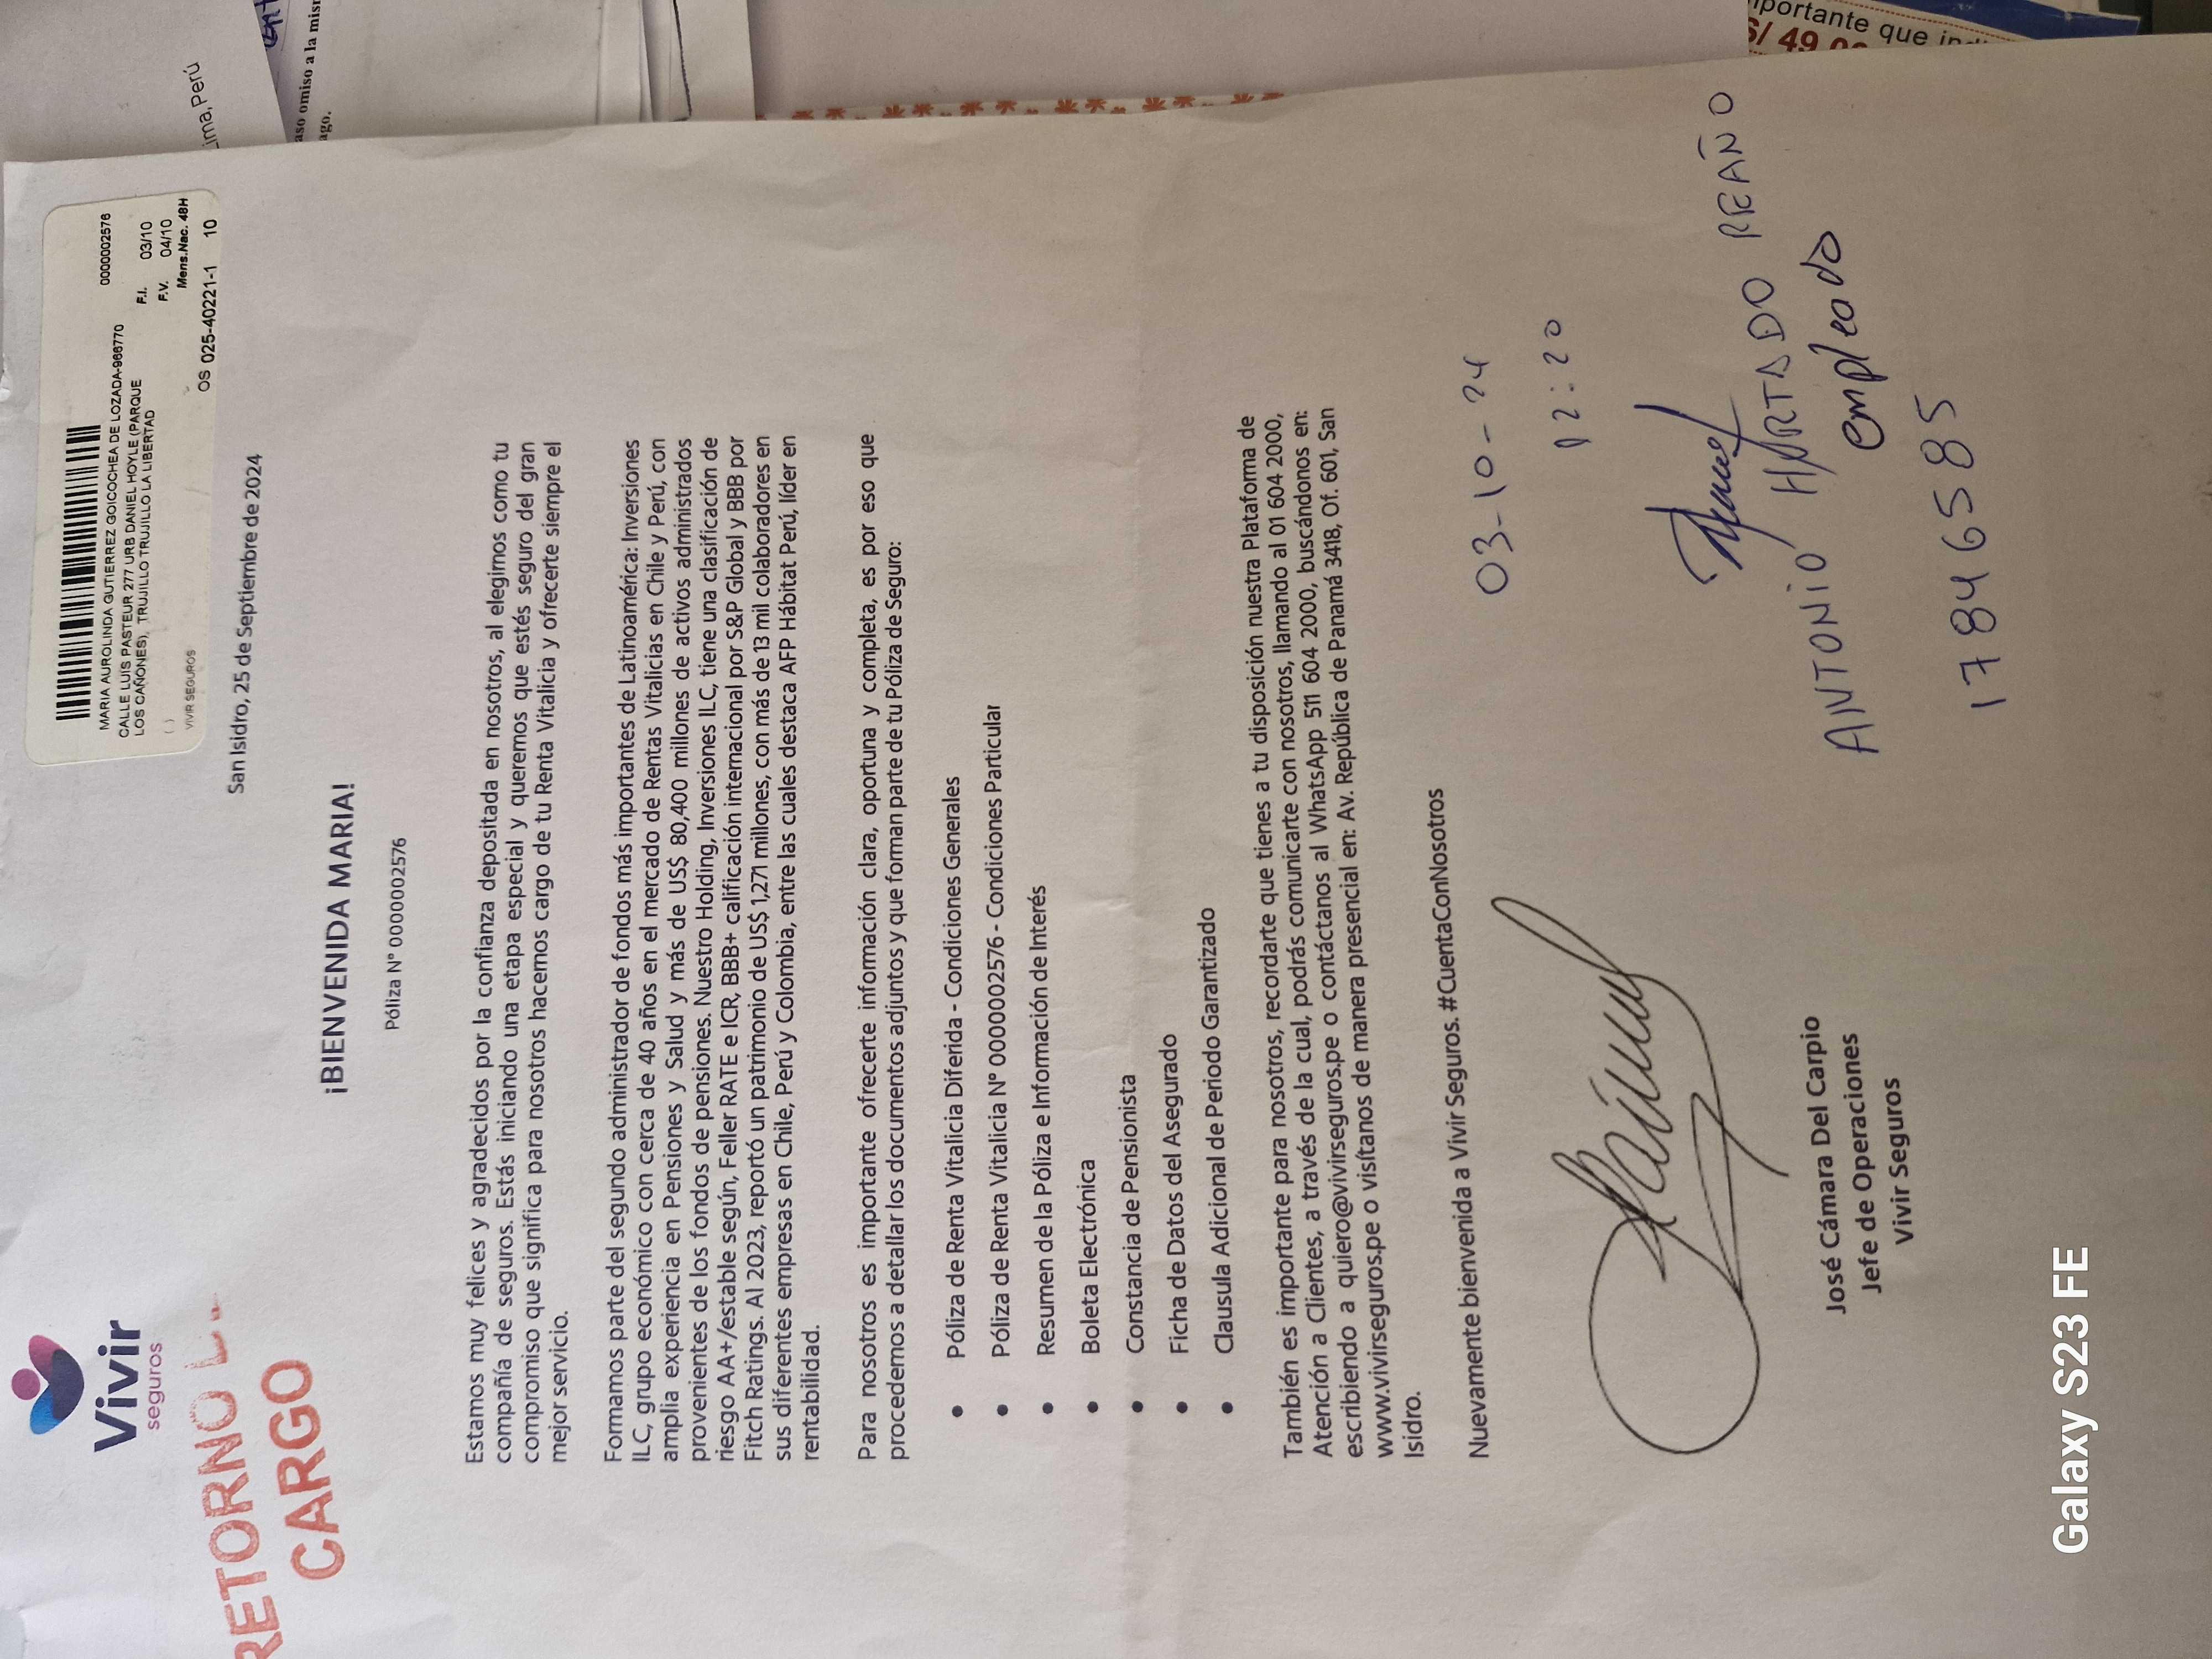 Vivir
seguros
RETORNO
CARGO
MARIA AUROLINDA GUTIERREZ GOICOCHEA DE LOZADA-966770 0000002576
CALLE LUIS PASTEUR 277 URB DANIEL HOYLE (PARQUE
LOS CAÑONES), TRUJILLO TRUJILLO LA LIBERTAD
F.I. 03/10
F.V. 04/10
( )
Mens.Nac. 48H
VIVIR SEGUROS
OS 025-40221-1 10
San Isidro, 25 de Septiembre de 2024
¡BIENVENIDA MARIA!
Póliza N° 0000002576
Estamos muy felices y agradecidos por la confianza depositada en nosotros, al elegirnos como tu
compañía de seguros. Estás iniciando una etapa especial y queremos que estés seguro del gran
compromiso que significa para nosotros hacernos cargo de tu Renta Vitalicia y ofrecerte siempre el
mejor servicio.
Formamos parte del segundo administrador de fondos más importantes de Latinoamérica: Inversiones
ILC, grupo económico con cerca de 40 años en el mercado de Rentas Vitalicias en Chile y Perú, con
amplia experiencia en Pensiones y Salud y más de US$ 80,400 millones de activos administrados
provenientes de los fondos de pensiones. Nuestro Holding, Inversiones ILC, tiene una clasificación de
riesgo AA+/estable según, Feller RATE e ICR, BBB+ calificación internacional por S&P Global y BBB por
Fitch Ratings. Al 2023, reportó un patrimonio de US$ 1,271 millones, con más de 13 mil colaboradores en
sus diferentes empresas en Chile, Perú y Colombia, entre las cuales destaca AFP Hábitat Perú, líder en
rentabilidad.
Para nosotros es importante ofrecerte información clara, oportuna y completa, es por eso que
procedemos a detallar los documentos adjuntos y que forman parte de tu Póliza de Seguro:
• Póliza de Renta Vitalicia Diferida - Condiciones Generales
• Póliza de Renta Vitalicia N° 0000002576 - Condiciones Particular
• Resumen de la Póliza e Información de Interés
• Boleta Electrónica
• Constancia de Pensionista
• Ficha de Datos del Asegurado
• Clausula Adicional de Periodo Garantizado
También es importante para nosotros, recordarte que tienes a tu disposición nuestra Plataforma de
Atención a Clientes, a través de la cual, podrás comunicarte con nosotros, llamando al 01 604 2000,
escribiendo a quiero@vivirseguros.pe o contáctanos al WhatsApp 511 604 2000, buscándonos en:
www.vivirseguros.pe o visítanos de manera presencial en: Av. República de Panamá 3418, Of. 601, San
Isidro.
Nuevamente bienvenida a Vivir Seguros. #CuentaConNosotros
03-10-24
12:20
José Cámara Del Carpio
Jefe de Operaciones
Vivir Seguros
ANTONIO HURTADO REAÑO
empleado
17846585
Lima, Perú
aso omiso a la misr
ago.
portante que
S/ 49.
Galaxy S23 FE